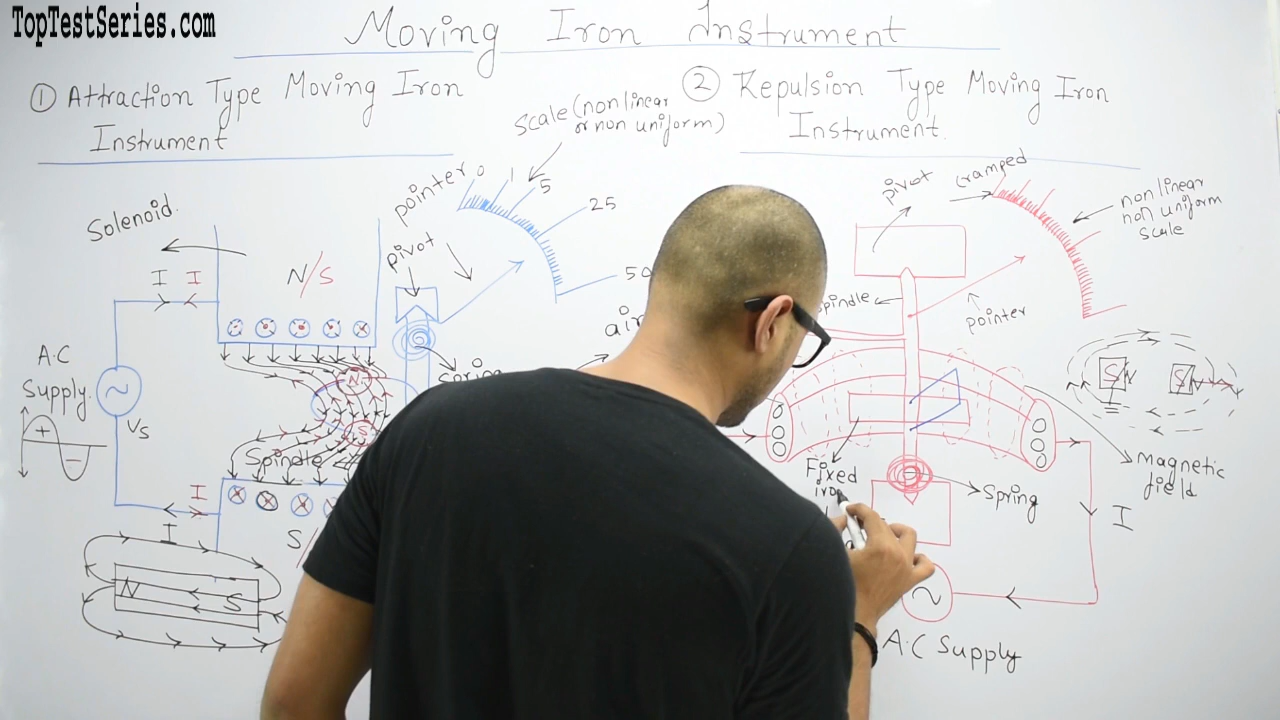 TopTestSeries.com
Moving Iron Instrument
① Attraction Type Moving Iron
Instrument
② Repulsion Type Moving Iron
Instrument.
scale (non linear
or non uniform)
Solenoid.
I I
N/S
A.C
Supply.
+
−
VS
I
I
N S
Spindle
S/
N
S
pointer
pivot
0
1
5
25
50
air
Spring
pivot
cramped
non linear
non uniform
scale
Spindle
pointer
S N
S N
Magnetic
field
Fixed
iron
Spring
I
A.C Supply